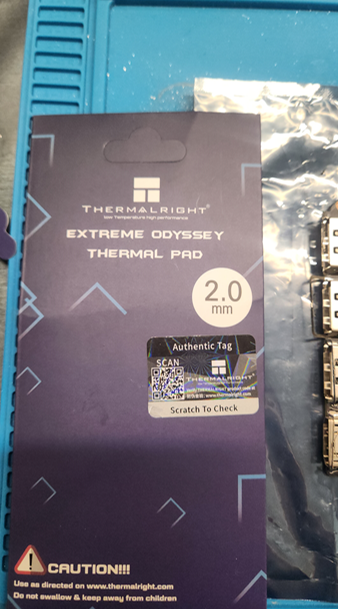 THERMALRIGHT®
low temperature high performance
EXTREME ODYSSEY
THERMAL PAD
2.0
mm
Authentic Tag
SCAN
THERMALRIGHT
Scratch To Check
CAUTION!!!
Use as directed on www.thermalright.com
Do not swallow & keep away from children